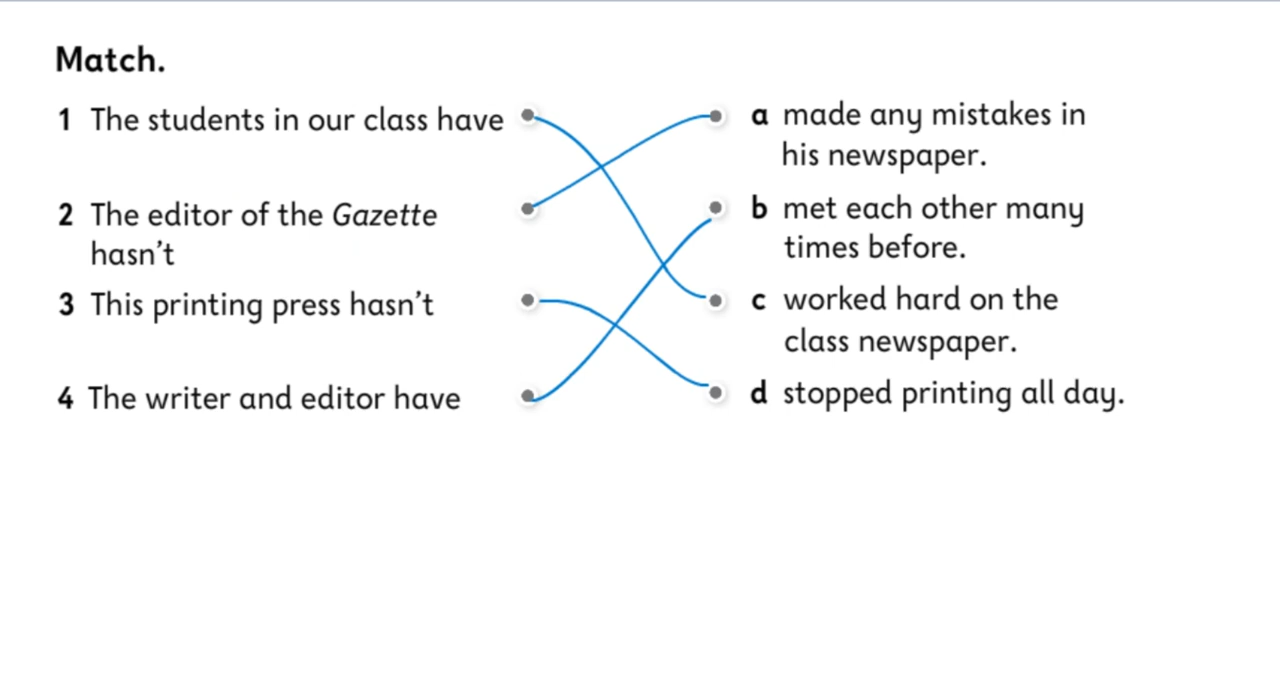 Match.
1 The students in our class have
2 The editor of the Gazette
hasn't
3 This printing press hasn't
4 The writer and editor have
a made any mistakes in
his newspaper.
b met each other many
times before.
c worked hard on the
class newspaper.
d stopped printing all day.